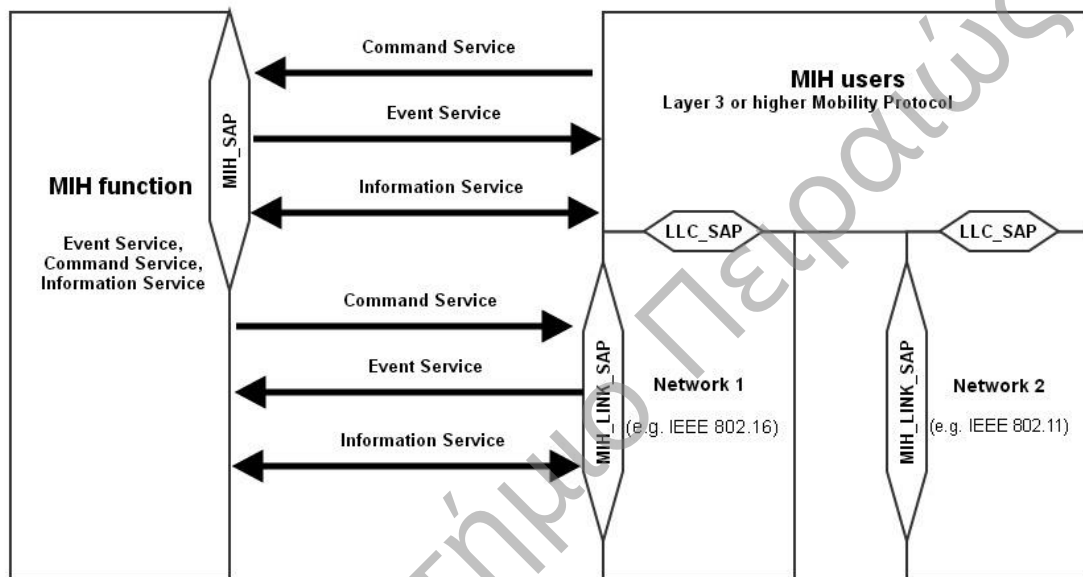 Command Service
Event Service
Information Service
MIH_SAP
MIH function
Event Service,
Command Service,
Information Service
MIH users
Layer 3 or higher Mobility Protocol
LLC_SAP
LLC_SAP
Command Service
Event Service
Information Service
MIH_LINK_SAP
Network 1
(e.g. IEEE 802.16)
MIH_LINK_SAP
Network 2
(e.g. IEEE 802.11)
Πειραιώς